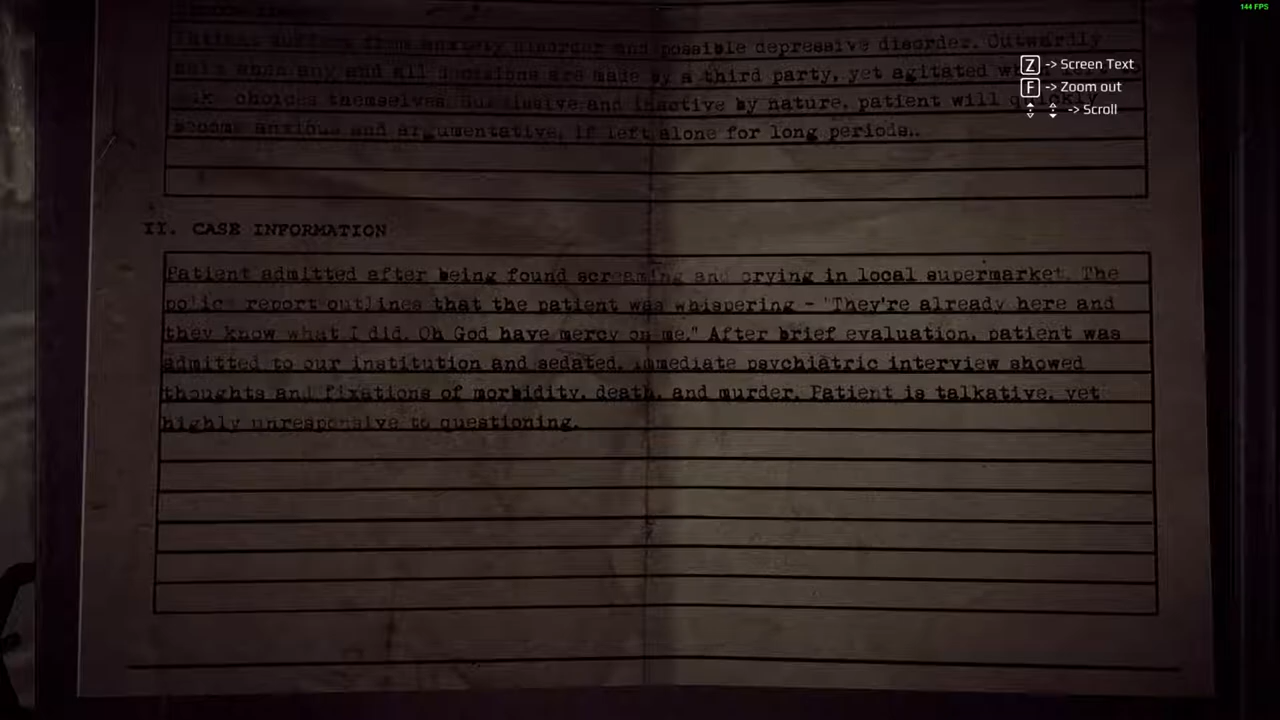 144 FPS
Patient suffers from anxiety disorder and possible depressive disorder. Outwardly
when any and all decisions are made by a third party, yet agitated
choices themselves. and inactive by nature, patient will quickly
become anxious and argumentative, if left alone for long periods..
Z -> Screen Text
F -> Zoom out
-> Scroll
II. CASE INFORMATION
Patient admitted after being found screaming and crying in local supermarket. The
police report outlines that the patient was whispering - "They're already here and
they know what I did. Oh God have mercy on me." After brief evaluation, patient was
admitted to our institution and sedated. immediate psychiatric interview showed
thoughts and fixations of morbidity, death, and murder. Patient is talkative, yet
highly unresponsive to questioning.